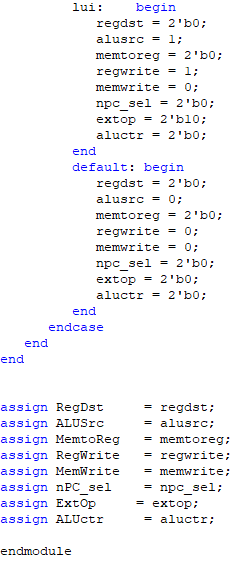 lui:    begin
regdst = 2'b0;
alusrc = 1;
memtoreg = 2'b0;
regwrite = 1;
memwrite = 0;
npc_sel = 2'b0;
extop = 2'b10;
aluctr = 2'b0;
end
default: begin
regdst = 2'b0;
alusrc = 0;
memtoreg = 2'b0;
regwrite = 0;
memwrite = 0;
npc_sel = 2'b0;
extop = 2'b0;
aluctr = 2'b0;
end
endcase
end
end
assign RegDst     = regdst;
assign ALUSrc     = alusrc;
assign MemtoReg   = memtoreg;
assign RegWrite   = regwrite;
assign MemWrite   = memwrite;
assign nPC_sel    = npc_sel;
assign ExtOp     = extop;
assign ALUctr     = aluctr;
endmodule